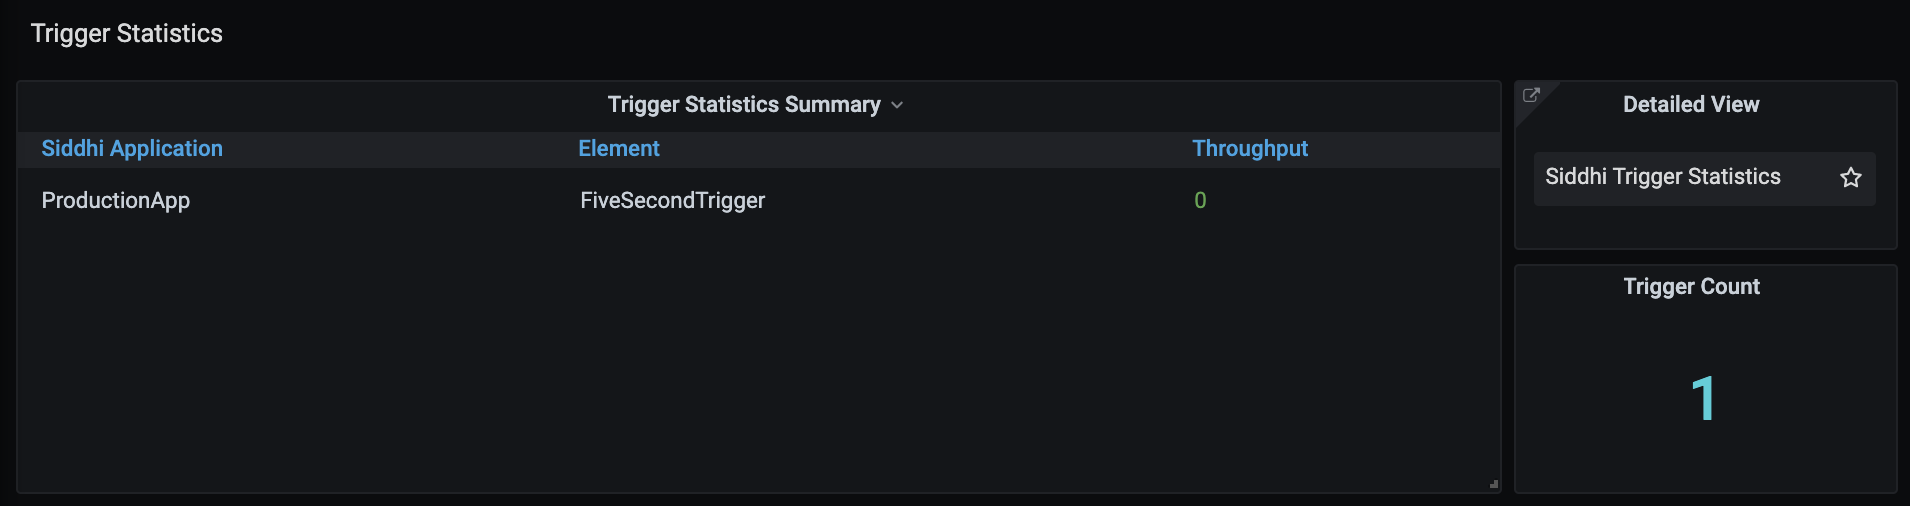 Trigger Statistics
Trigger Statistics Summary
Siddhi Application Element Throughput
ProductionApp FiveSecondTrigger 0
Detailed View
Siddhi Trigger Statistics
Trigger Count
1